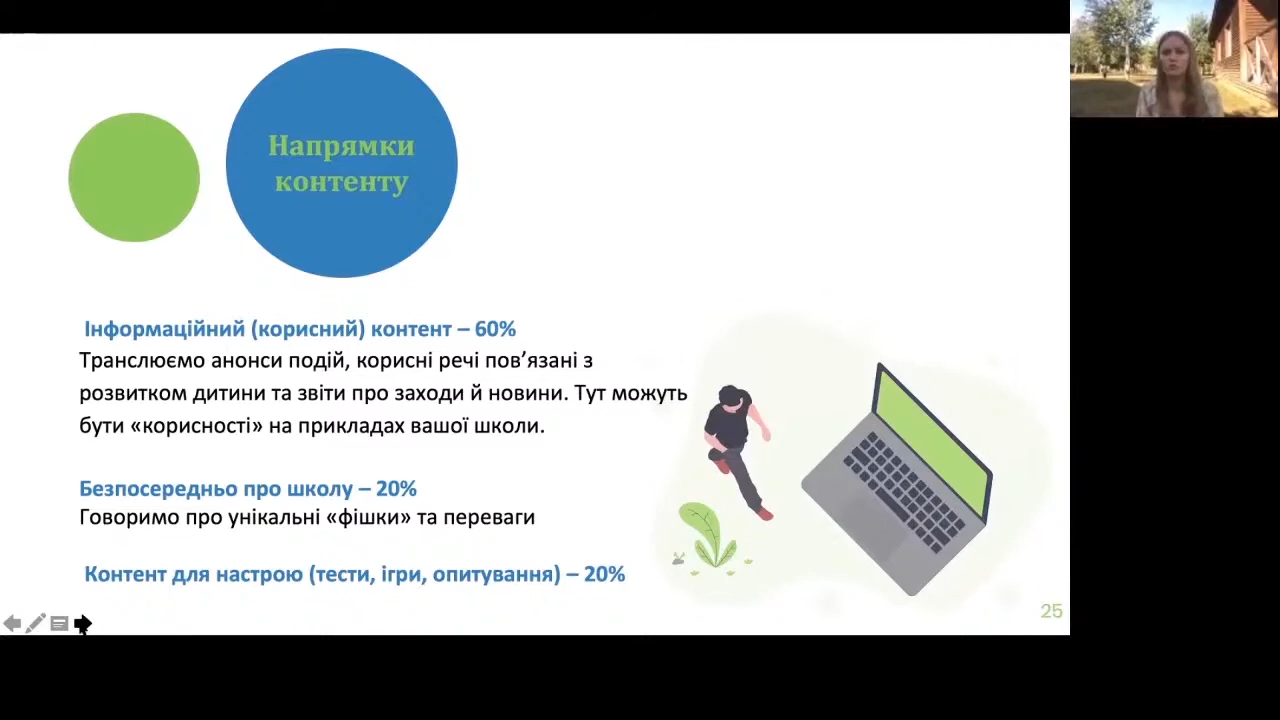 Напрямки
контенту
Інформаційний (корисний) контент – 60%
Транслюємо анонси подій, корисні речі пов’язані з
розвитком дитини та звіти про заходи й новини. Тут можуть
бути «корисності» на прикладах вашої школи.
Безпосередньо про школу – 20%
Говоримо про унікальні «фішки» та переваги
Контент для настрою (тести, ігри, опитування) – 20%
25